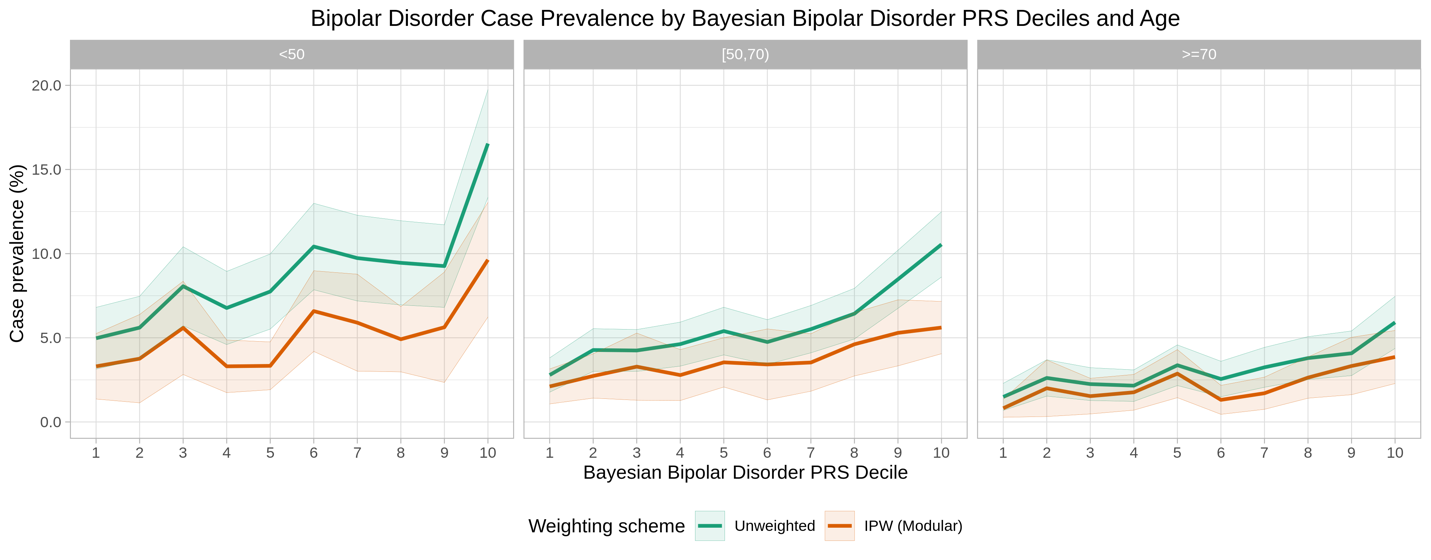 Bipolar Disorder Case Prevalence by Bayesian Bipolar Disorder PRS Deciles and Age
<50 [50,70) >=70
Case prevalence (%)
20.0
15.0
10.0
5.0
0.0
1 2 3 4 5 6 7 8 9 10 1 2 3 4 5 6 7 8 9 10 1 2 3 4 5 6 7 8 9 10
Bayesian Bipolar Disorder PRS Decile
Weighting scheme Unweighted IPW (Modular)